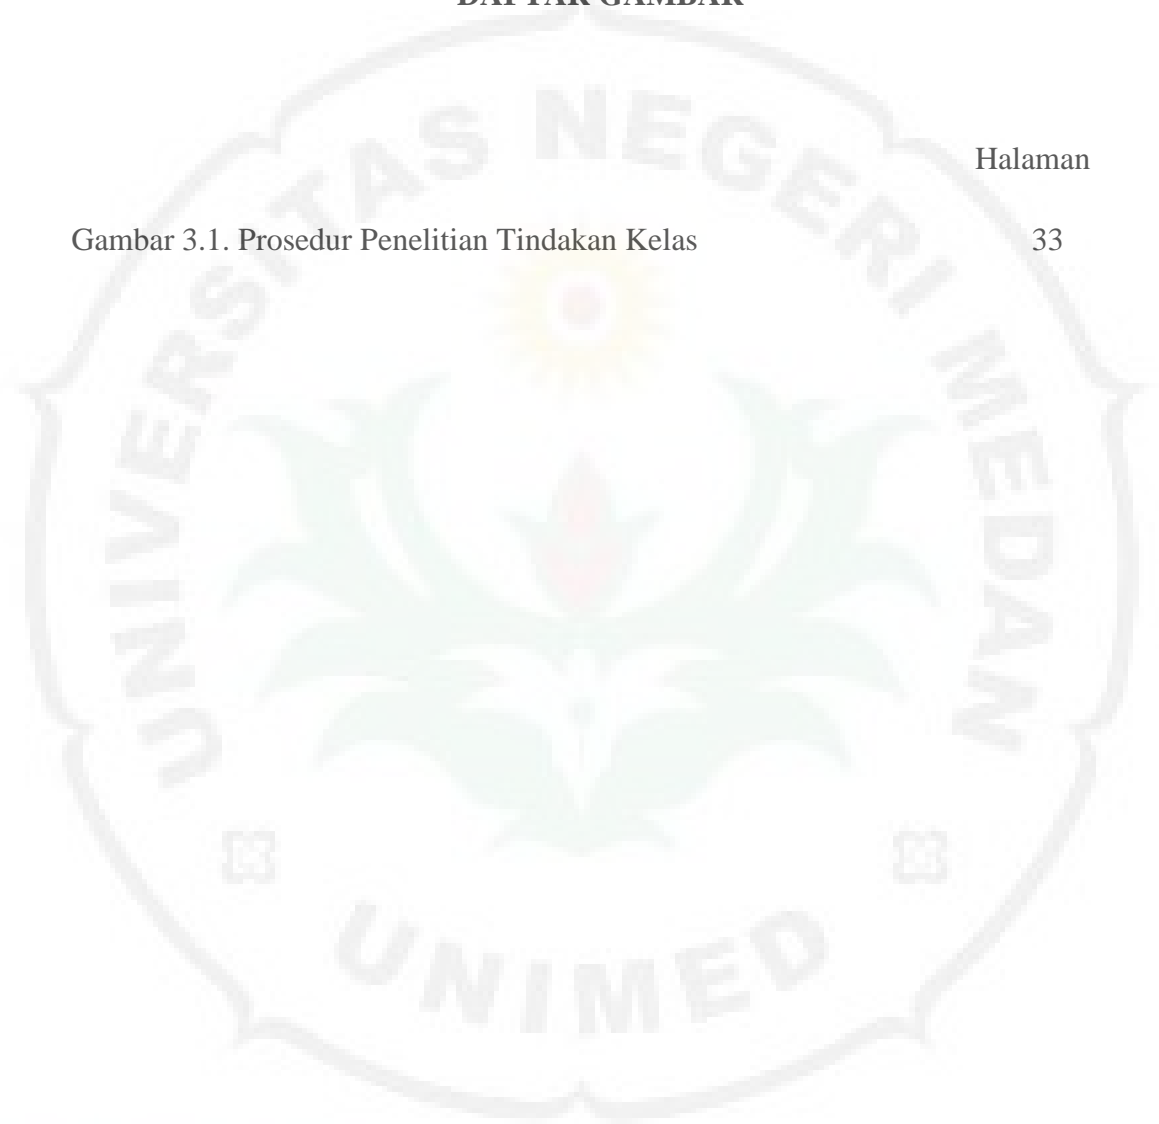 DAFTAR GAMBAR
Halaman
Gambar 3.1. Prosedur Penelitian Tindakan Kelas 33
UNIVERSITAS NEGERI MEDAN
UNIMED